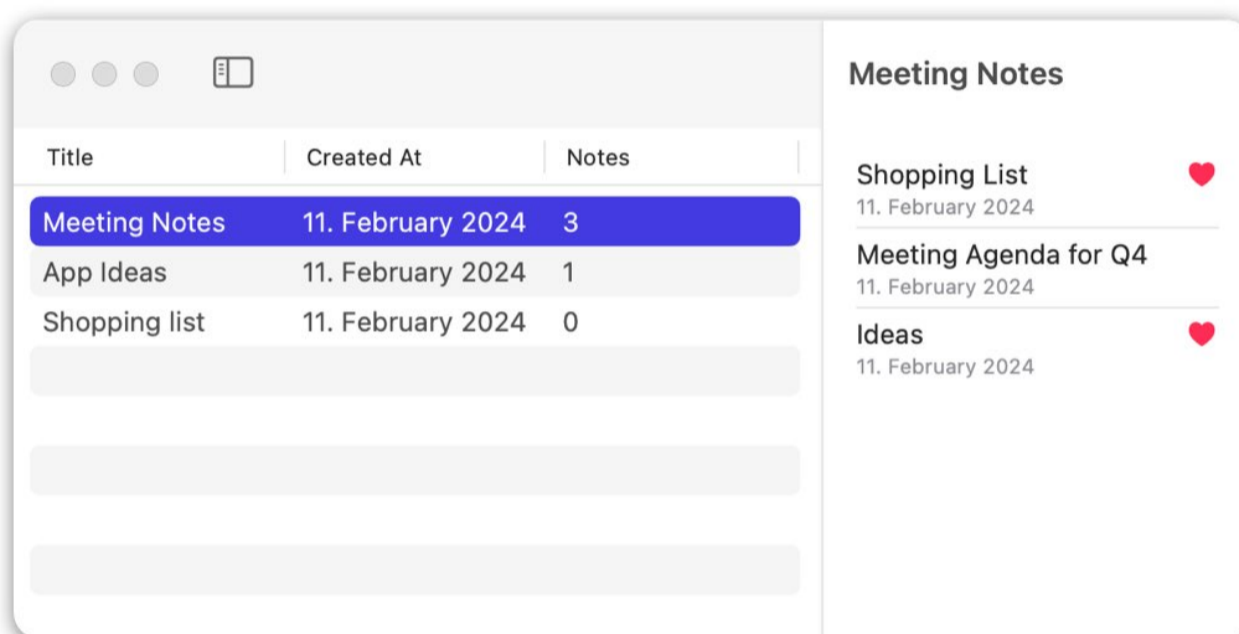 Title Created At Notes
Meeting Notes 11. February 2024 3
App Ideas 11. February 2024 1
Shopping list 11. February 2024 0
Meeting Notes
Shopping List
11. February 2024
Meeting Agenda for Q4
11. February 2024
Ideas
11. February 2024